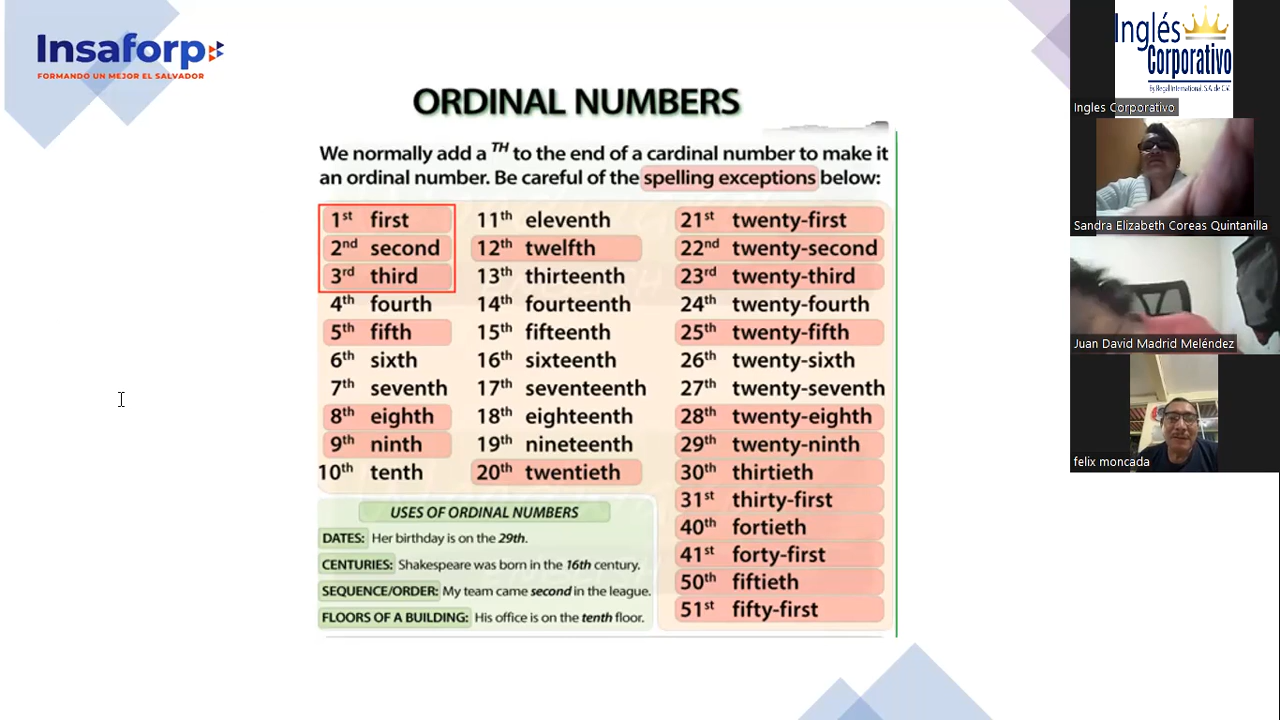 Insaforp
FORMANDO UN MEJOR EL SALVADOR
ORDINAL NUMBERS
We normally add a TH to the end of a cardinal number to make it
an ordinal number. Be careful of the spelling exceptions below:
1st first
2nd second
3rd third
4th fourth
5th fifth
6th sixth
7th seventh
8th eighth
9th ninth
10th tenth
11th eleventh
12th twelfth
13th thirteenth
14th fourteenth
15th fifteenth
16th sixteenth
17th seventeenth
18th eighteenth
19th nineteenth
20th twentieth
21st twenty-first
22nd twenty-second
23rd twenty-third
24th twenty-fourth
25th twenty-fifth
26th twenty-sixth
27th twenty-seventh
28th twenty-eighth
29th twenty-ninth
30th thirtieth
31st thirty-first
40th fortieth
41st forty-first
50th fiftieth
51st fifty-first
USES OF ORDINAL NUMBERS
DATES: Her birthday is on the 29th.
CENTURIES: Shakespeare was born in the 16th century.
SEQUENCE/ORDER: My team came second in the league.
FLOORS OF A BUILDING: His office is on the tenth floor.
Inglés
Corporativo
By Regal International, S.A. de C.V.
Ingles Corporativo
Sandra Elizabeth Coreas Quintanilla
Juan David Madrid Meléndez
felix moncada